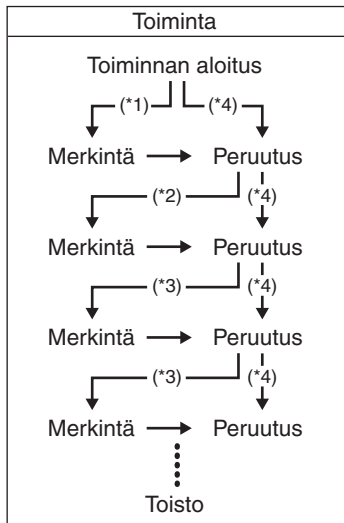 Toiminta
Toiminnan aloitus
(*1) (*4)
Merkintä Peruutus
(*2) (*4)
Merkintä Peruutus
(*3) (*4)
Merkintä Peruutus
(*3) (*4)
Merkintä Peruutus
Toisto